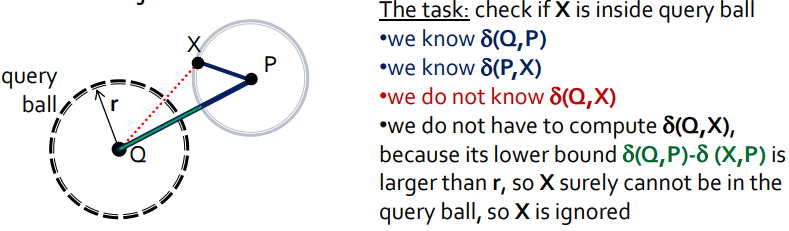 X
P
query
ball
r
Q
The task: check if X is inside query ball
•we know δ(Q,P)
•we know δ(P,X)
•we do not know δ(Q,X)
•we do not have to compute δ(Q,X),
because its lower bound δ(Q,P)-δ (X,P) is
larger than r, so X surely cannot be in the
query ball, so X is ignored